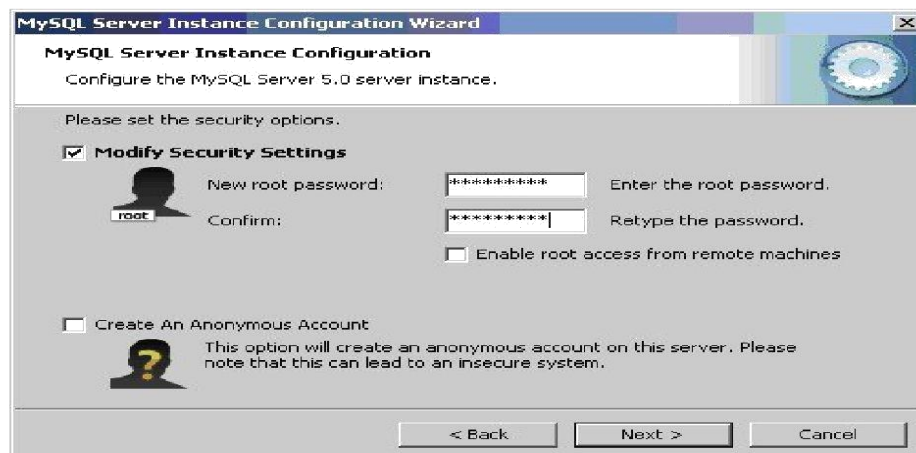 MySQL Server Instance Configuration Wizard
MySQL Server Instance Configuration
Configure the MySQL Server 5.0 server instance.
Please set the security options.
Modify Security Settings
root
New root password: ********* Enter the root password.
Confirm: ********* Retype the password.
Enable root access from remote machines
Create An Anonymous Account
?
This option will create an anonymous account on this server. Please
note that this can lead to an insecure system.
< Back Next > Cancel